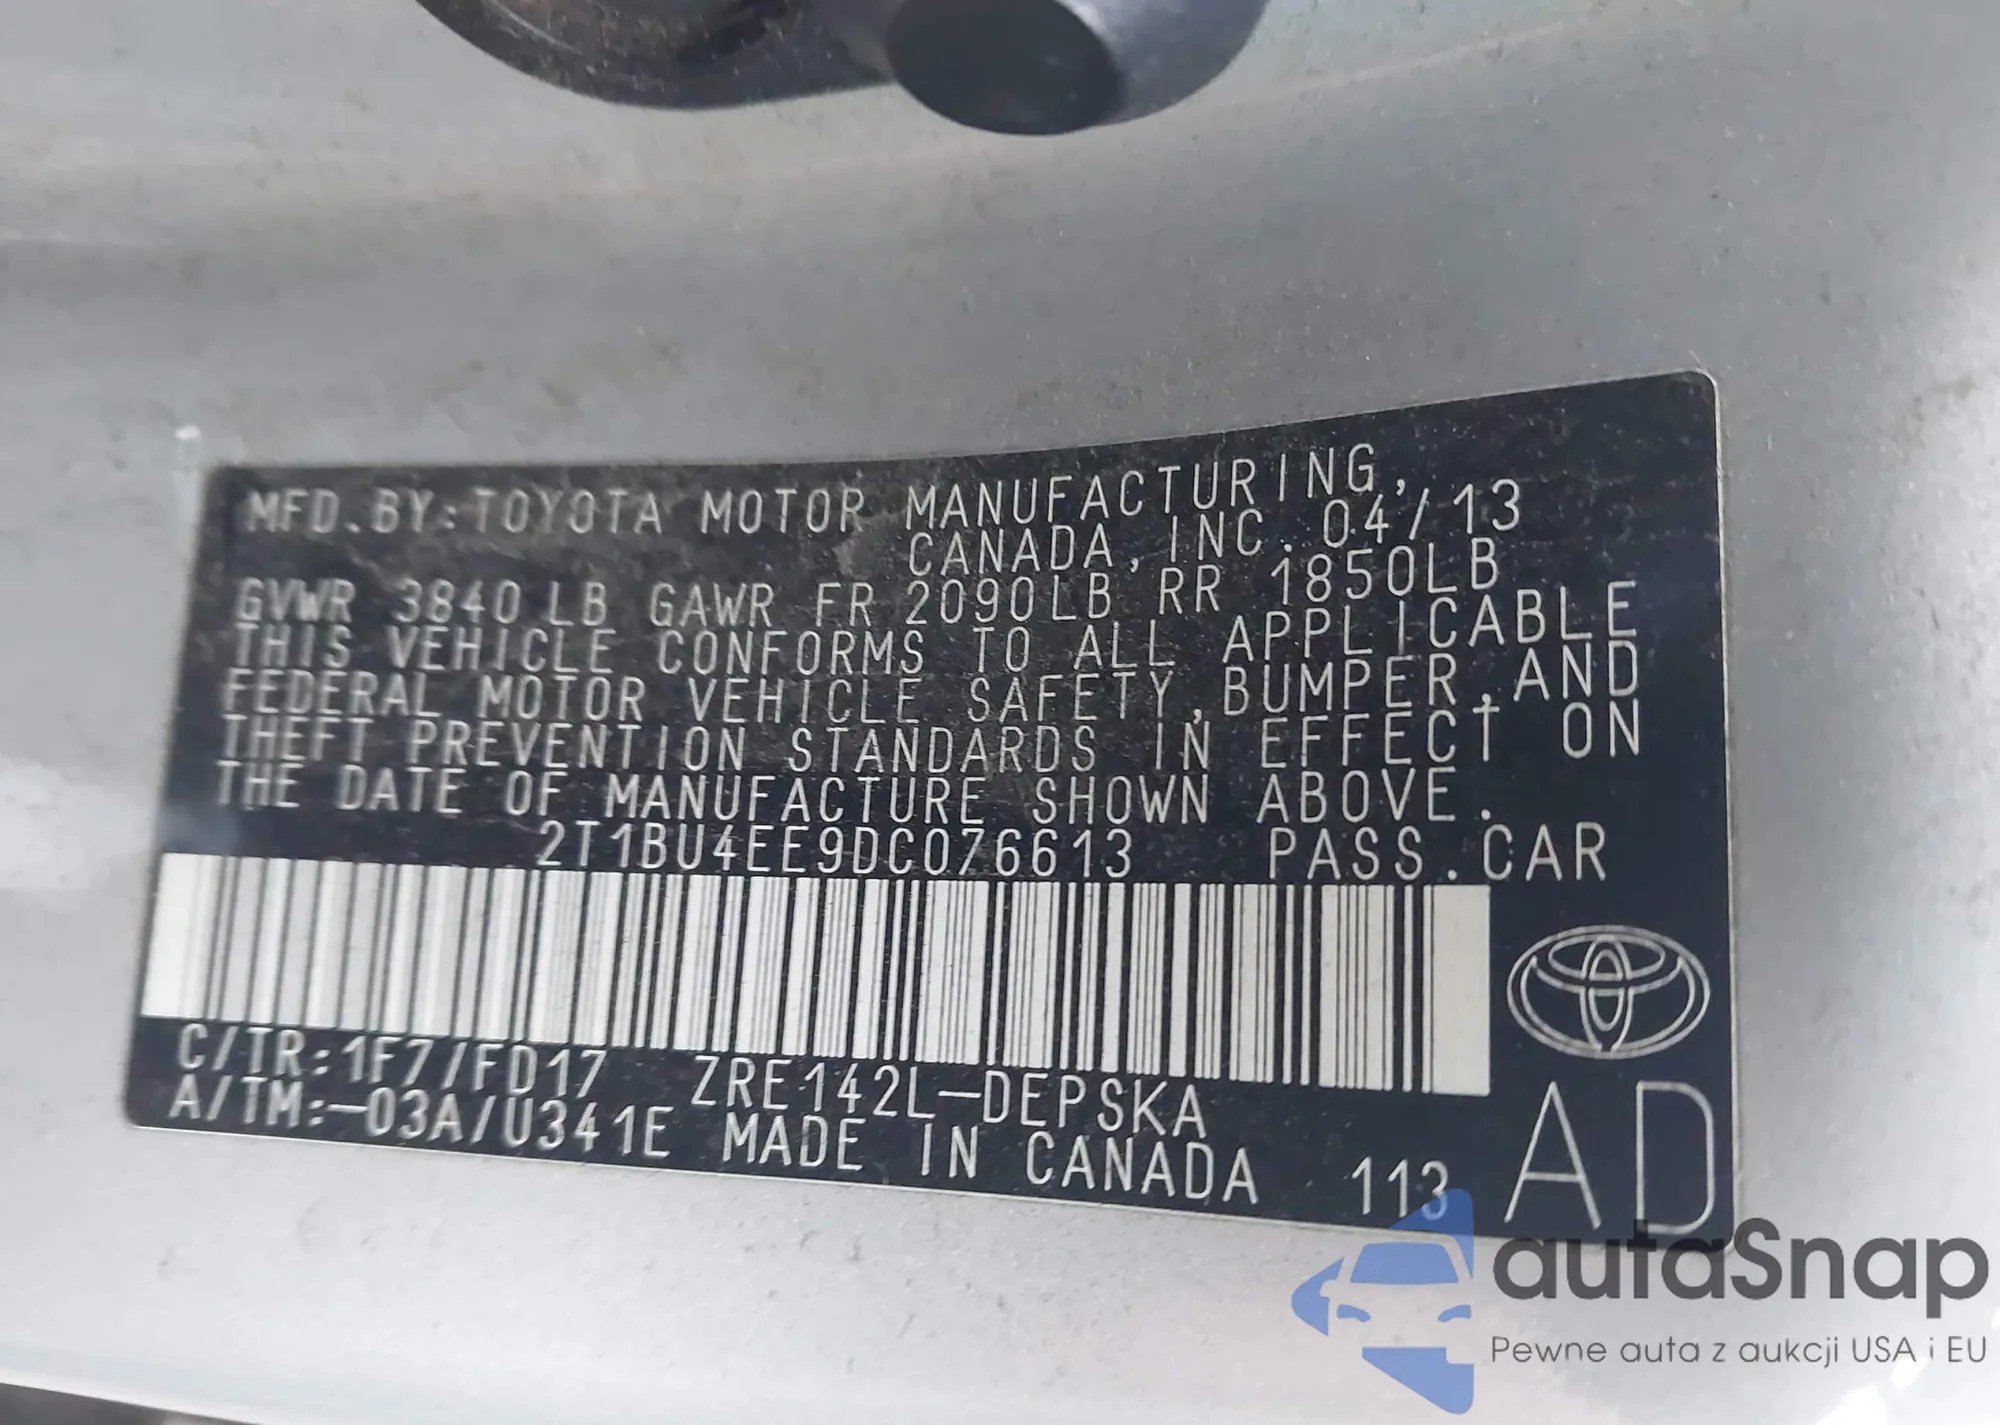 MFD. BY: TOYOTA MOTOR MANUFACTURING,
CANADA, INC. 04/13
GVWR 3840LB GAWR FR 2090LB RR 1850LB
THIS VEHICLE CONFORMS TO ALL APPLICABLE
FEDERAL MOTOR VEHICLE SAFETY, BUMPER, AND
THEFT PREVENTION STANDARDS IN EFFECT ON
THE DATE OF MANUFACTURE SHOWN ABOVE.
2T1BU4EE9DC076613 PASS. CAR
C/TR: 1F7/FD17 ZRE142L-DEPSKA
A/TM: -03A/U341E MADE IN CANADA 113
AD
autaSnap
Pewne auta z aukcji USA i EU